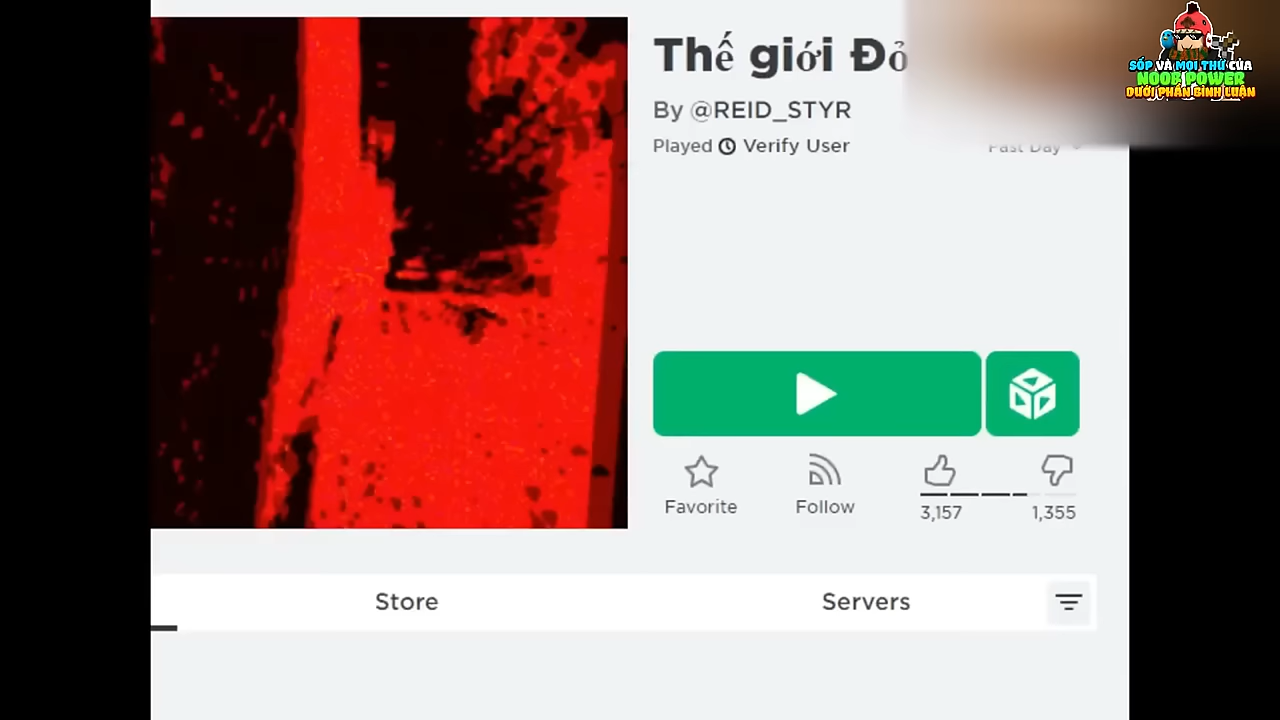 Thế giới Đỏ
By @REID_STYR
Played Verify User
Past Day
SỐP VÀ MỌI THỨ CỦA
NOOB POWER
DƯỚI PHẦN BÌNH LUẬN
Favorite
Follow
3,157
1,355
Store
Servers